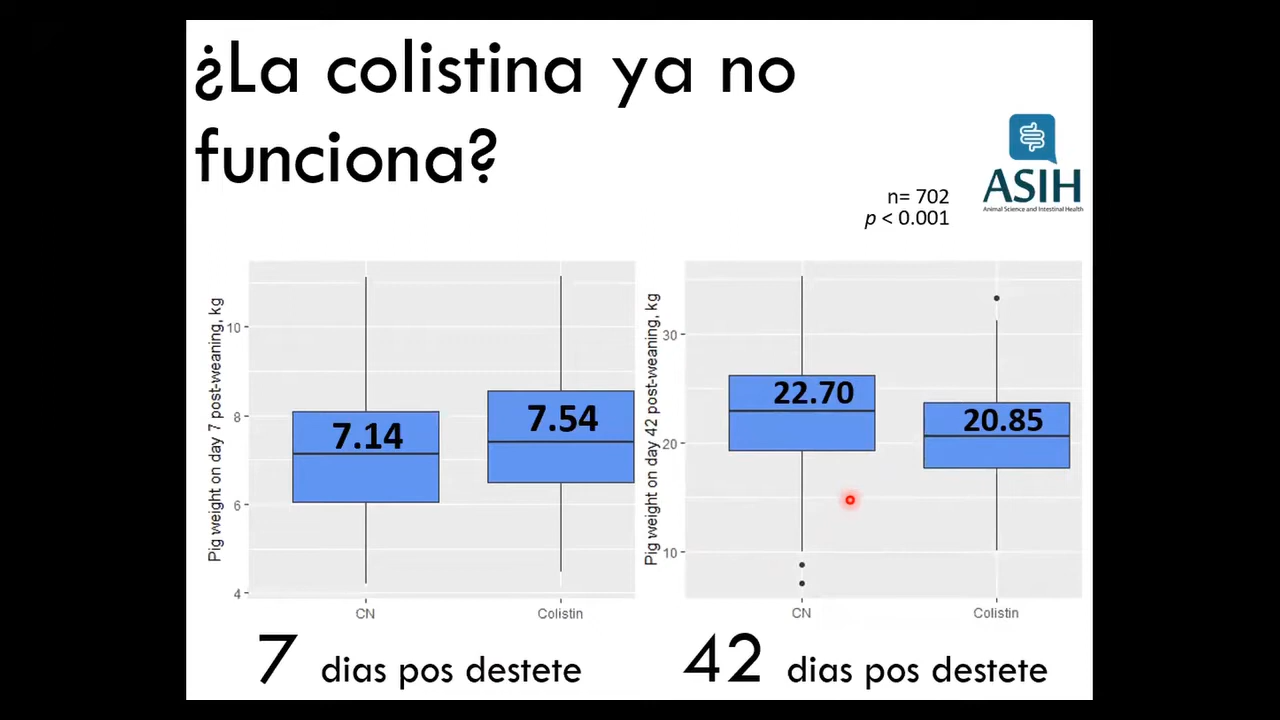 ¿La colistina ya no
funciona?
ASIH
Animal Science and Intestinal Health
n= 702
p < 0.001
Pig weight on day 7 post-weaning, kg
10
8
6
4
7.14
7.54
CN
Colistin
Pig weight on day 42 post-weaning, kg
30
20
10
22.70
20.85
CN
Colistin
7 dias pos destete
42 dias pos destete